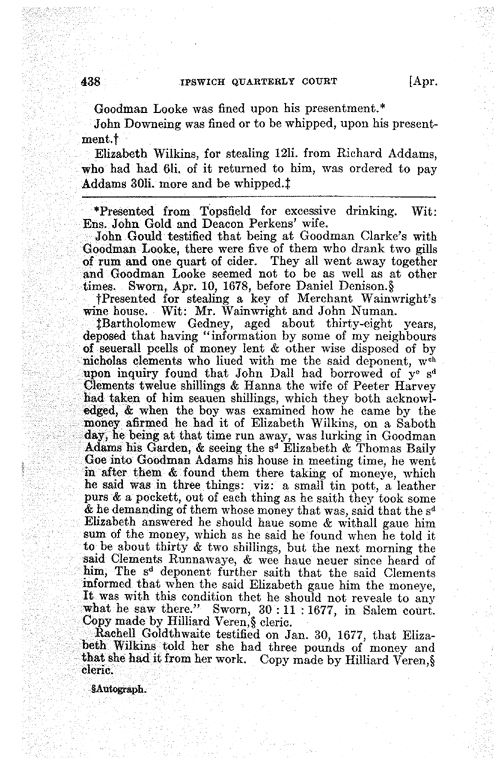 438 IPSWICH QUARTERLY COURT [Apr.
Goodman Looke was fined upon his presentment.*
John Downeing was fined or to be whipped, upon his present-
ment.†
Elizabeth Wilkins, for stealing 12li. from Richard Addams,
who had had 6li. of it returned to him, was ordered to pay
Addams 30li. more and be whipped.‡
*Presented from Topsfield for excessive drinking. Wit:
Ens. John Gold and Deacon Perkens' wife.
John Gould testified that being at Goodman Clarke's with
Goodman Looke, there were five of them who drank two gills
of rum and one quart of cider. They all went away together
and Goodman Looke seemed not to be as well as at other
times. Sworn, Apr. 10, 1678, before Daniel Denison.§
†Presented for stealing a key of Merchant Wainwright's
wine house. Wit: Mr. Wainwright and John Numan.
‡Bartholomew Gedney, aged about thirty-eight years,
deposed that having "information by some of my neighbours
of seuerall pcells of money lent & other wise disposed of by
nicholas clements who liued with me the said deponent, wᶜʰ
upon inquiry found that John Dall had borrowed of yᵉ sᵈ
Clements twelue shillings & Hanna the wife of Peeter Harvey
had taken of him seauen shillings, which they both acknowl-
edged, & when the boy was examined how he came by the
money afirmed he had it of Elizabeth Wilkins, on a Saboth
day, he being at that time run away, was lurking in Goodman
Adams his Garden, & seeing the sᵈ Elizabeth & Thomas Baily
Goe into Goodman Adams his house in meeting time, he went
in after them & found them there taking of moneye, which
he said was in three things: viz: a small tin pott, a leather
purs & a pockett, out of each thing as he saith they took some
& he demanding of them whose money that was, said that the sᵈ
Elizabeth answered he should haue some & withall gaue him
sum of the money, which as he said he found when he told it
to be about thirty & two shillings, but the next morning the
said Clements Runnawaye, & wee haue neuer since heard of
him, The sᵈ deponent further saith that the said Clements
informed that when the said Elizabeth gaue him the moneye,
It was with this condition thet he should not reveale to any
what he saw there." Sworn, 30 : 11 : 1677, in Salem court.
Copy made by Hilliard Veren,§ cleric.
Rachell Goldthwaite testified on Jan. 30, 1677, that Eliza-
beth Wilkins told her she had three pounds of money and
that she had it from her work. Copy made by Hilliard Veren,§
cleric.
§Autograph.